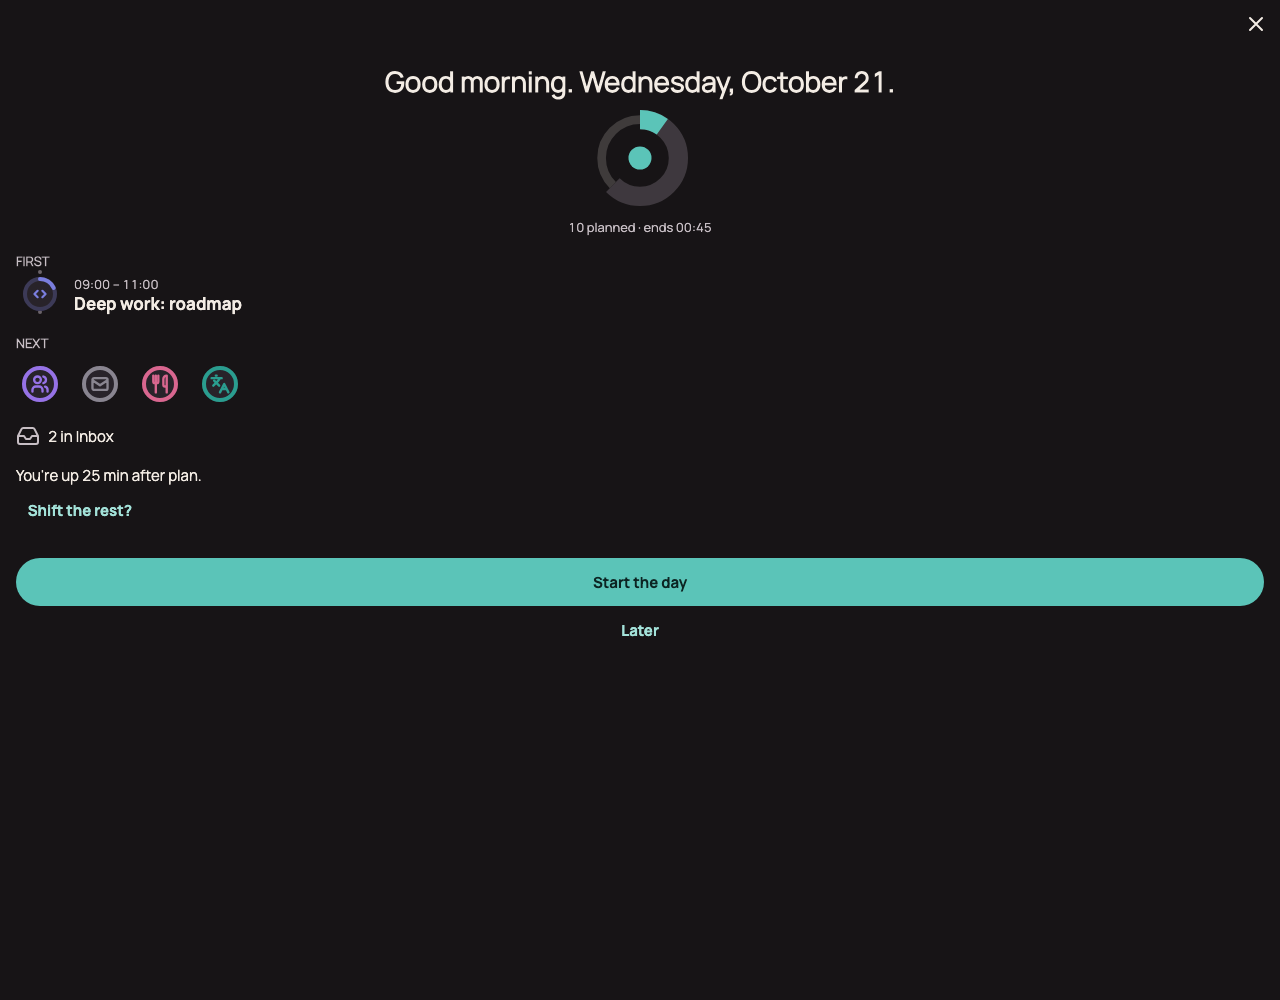 Good morning. Wednesday, October 21.
10 planned · ends 00:45
FIRST
09:00 – 11:00
Deep work: roadmap
NEXT
2 in Inbox
You're up 25 min after plan.
Shift the rest?
Start the day
Later